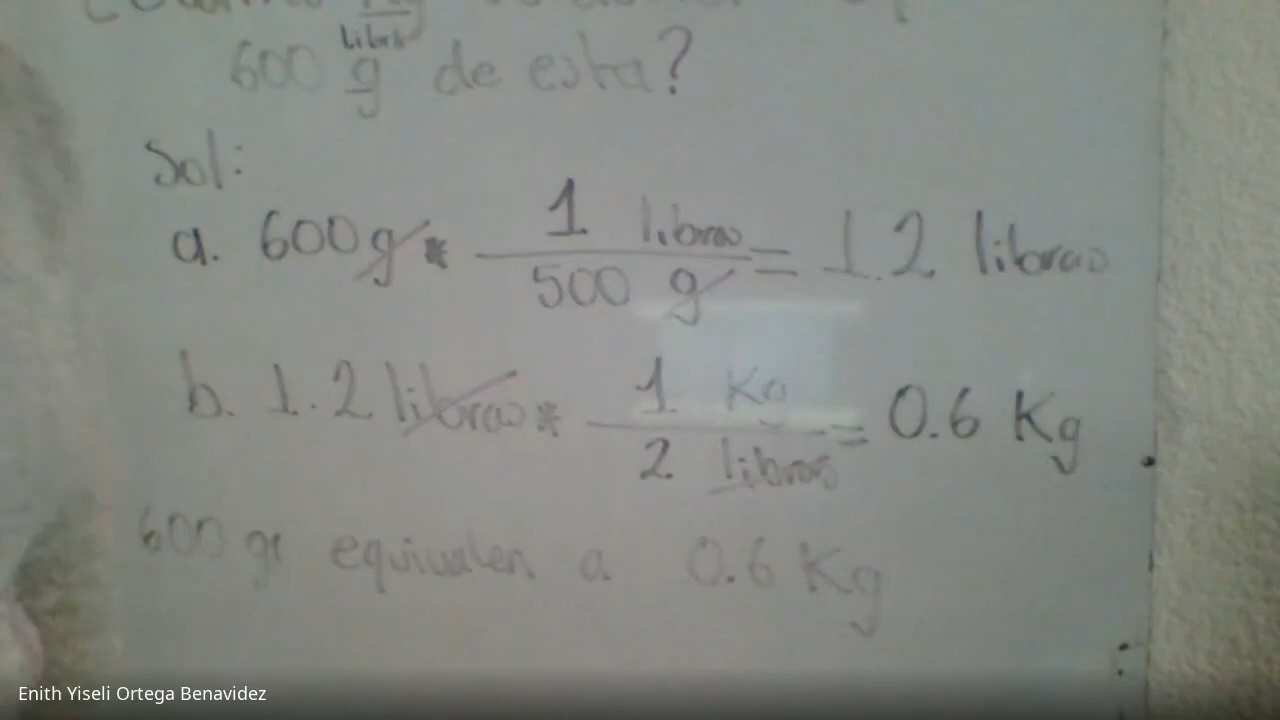 Kg
libra
600 g de esta?
Sol:
a. 600 g * 1 libra / 500 g = 1.2 libras
b. 1.2 libras * 1 Kg / 2 libras = 0.6 Kg
600 gr equivalen a 0.6 Kg
Enith Yiseli Ortega Benavidez